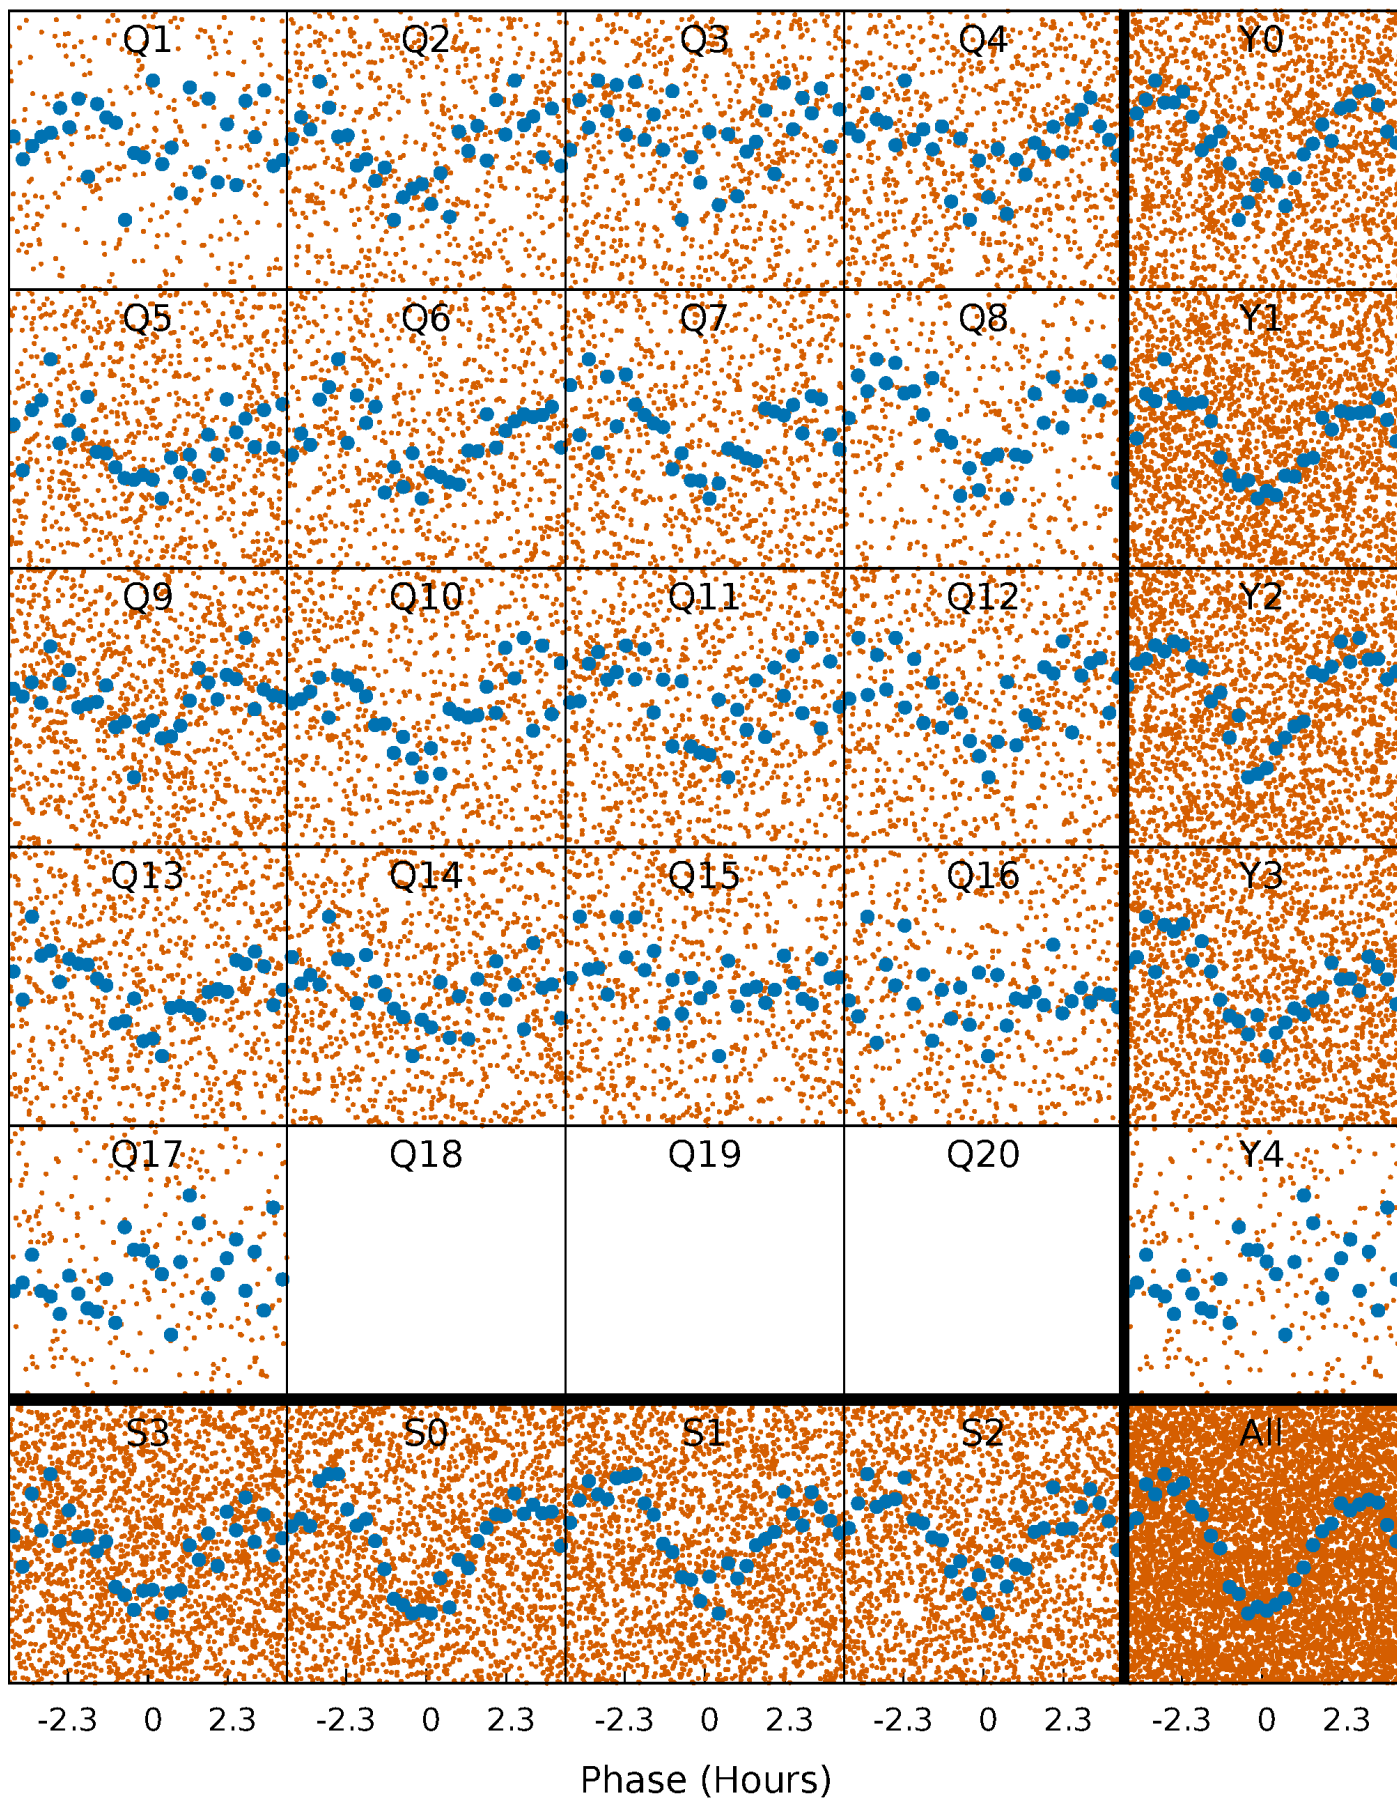 Q1 Q2 Q3 Q4 Y0
Q5 Q6 Q7 Q8 Y1
Q9 Q10 Q11 Q12 Y2
Q13 Q14 Q15 Q16 Y3
Q17 Q18 Q19 Q20 Y4
S3 S0 S1 S2 All
-2.3 0 2.3 -2.3 0 2.3 -2.3 0 2.3 -2.3 0 2.3 -2.3 0 2.3
Phase (Hours)